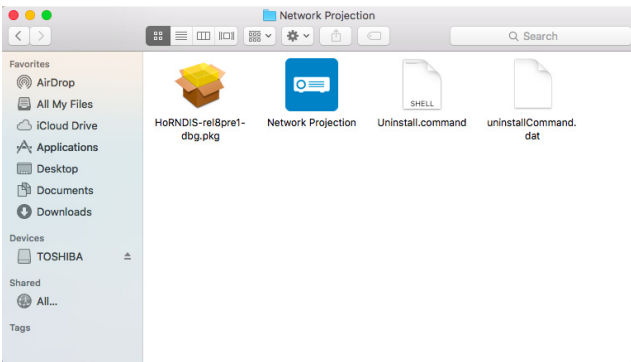 Network Projection
Search
Favorites
AirDrop
All My Files
iCloud Drive
Applications
Desktop
Documents
Downloads
Devices
TOSHIBA
Shared
All...
Tags
HoRNDIS-rel8pre1-
dbg.pkg
Network Projection
SHELL
Uninstall.command
uninstallCommand.
dat